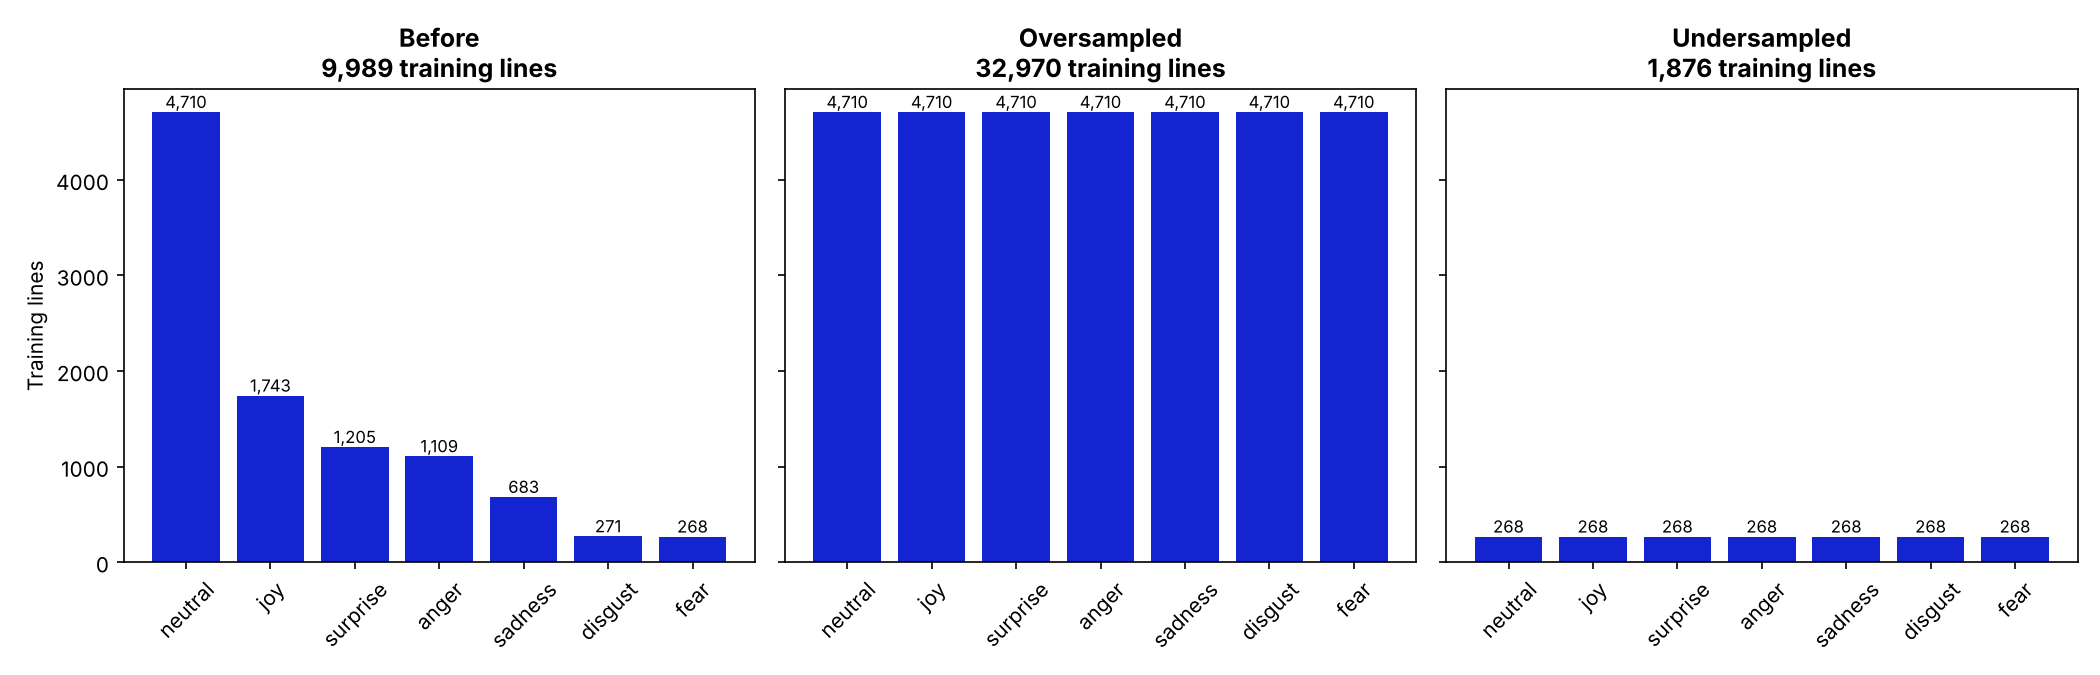 Before
9,989 training lines
Training lines
4000
3000
2000
1000
0
4,710
1,743
1,205
1,109
683
271
268
neutral
joy
surprise
anger
sadness
disgust
fear
Oversampled
32,970 training lines
4,710
4,710
4,710
4,710
4,710
4,710
4,710
neutral
joy
surprise
anger
sadness
disgust
fear
Undersampled
1,876 training lines
268
268
268
268
268
268
268
neutral
joy
surprise
anger
sadness
disgust
fear